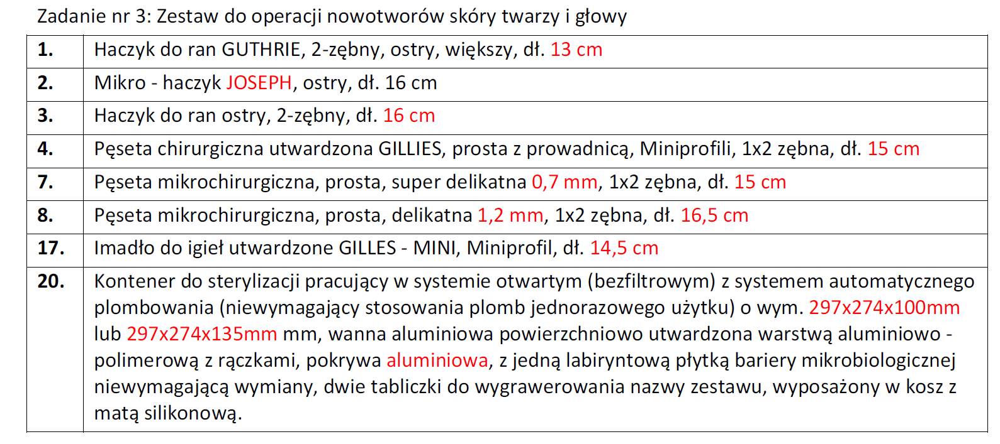 Zadanie nr 3: Zestaw do operacji nowotworów skóry twarzy i głowy
1. Haczyk do ran GUTHRIE, 2-zębny, ostry, większy, dł. 13 cm
2. Mikro - haczyk JOSEPH, ostry, dł. 16 cm
3. Haczyk do ran ostry, 2-zębny, dł. 16 cm
4. Pęseta chirurgiczna utwardzona GILLIES, prosta z prowadnicą, Miniprofili, 1x2 zębna, dł. 15 cm
7. Pęseta mikrochirurgiczna, prosta, super delikatna 0,7 mm, 1x2 zębna, dł. 15 cm
8. Pęseta mikrochirurgiczna, prosta, delikatna 1,2 mm, 1x2 zębna, dł. 16,5 cm
17. Imadło do igieł utwardzone GILLES - MINI, Miniprofil, dł. 14,5 cm
20. Kontener do sterylizacji pracujący w systemie otwartym (bezfiltrowym) z systemem automatycznego
plombowania (niewymagający stosowania plomb jednorazowego użytku) o wym. 297x274x100mm
lub 297x274x135mm mm, wanna aluminiowa powierzchniowo utwardzona warstwą aluminiowo -
polimerową z rączkami, pokrywa aluminiowa, z jedną labiryntową płytką bariery mikrobiologicznej
niewymagającą wymiany, dwie tabliczki do wygrawerowania nazwy zestawu, wyposażony w kosz z
matą silikonową.